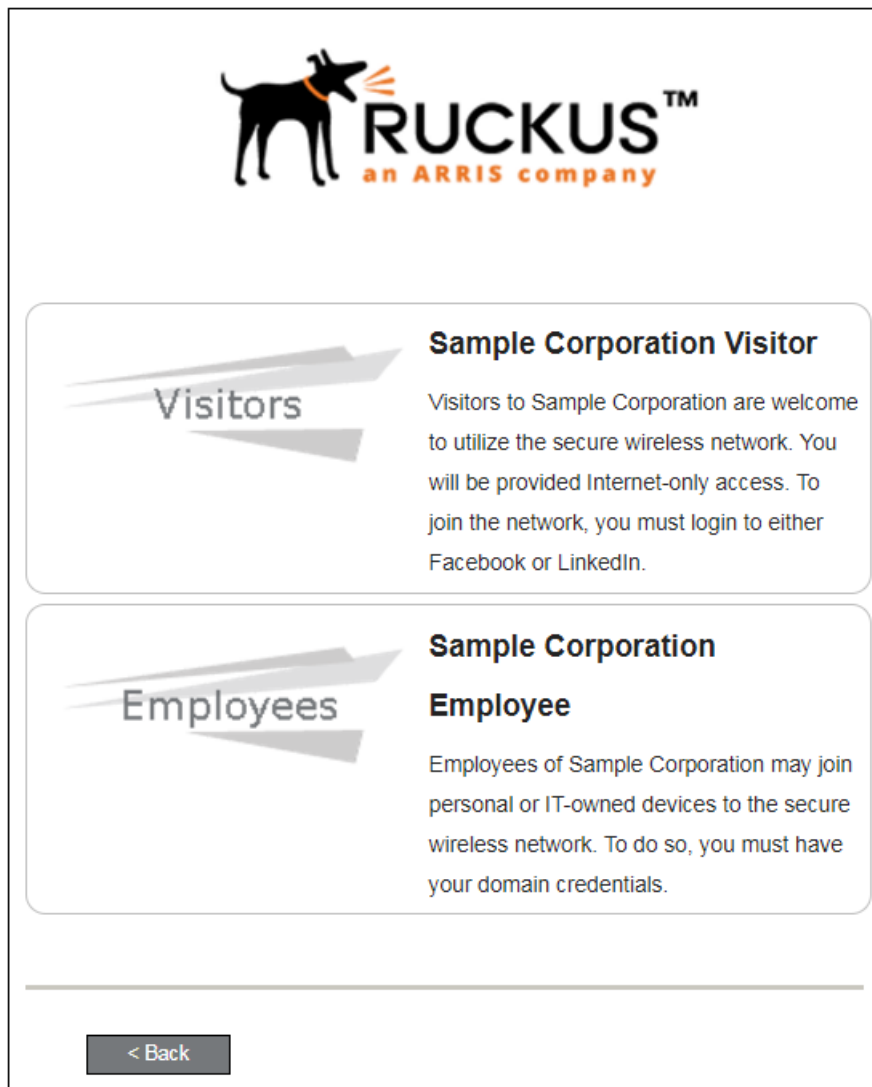 RUCKUS™
an ARRIS company
Visitors
Sample Corporation Visitor
Visitors to Sample Corporation are welcome
to utilize the secure wireless network. You
will be provided Internet-only access. To
join the network, you must login to either
Facebook or LinkedIn.
Employees
Sample Corporation
Employee
Employees of Sample Corporation may join
personal or IT-owned devices to the secure
wireless network. To do so, you must have
your domain credentials.
< Back